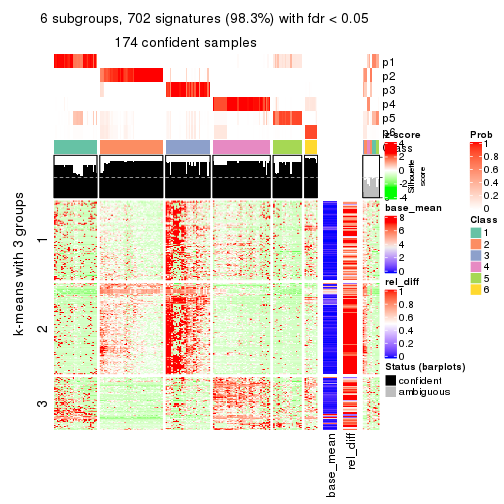 6 subgroups, 702 signatures (98.3%) with fdr < 0.05
174 confident samples
p1
p2
p3
p4
p5
p6
Class
Silhouette
score
k-means with 3 groups
1
2
3
base_mean
rel_diff
z-score
4
2
0
-2
-4
base_mean
8
6
4
2
0
rel_diff
1
0.8
0.6
0.4
0.2
0
Status (barplots)
confident
ambiguous
Prob
1
0.8
0.6
0.4
0.2
0
Class
1
2
3
4
5
6